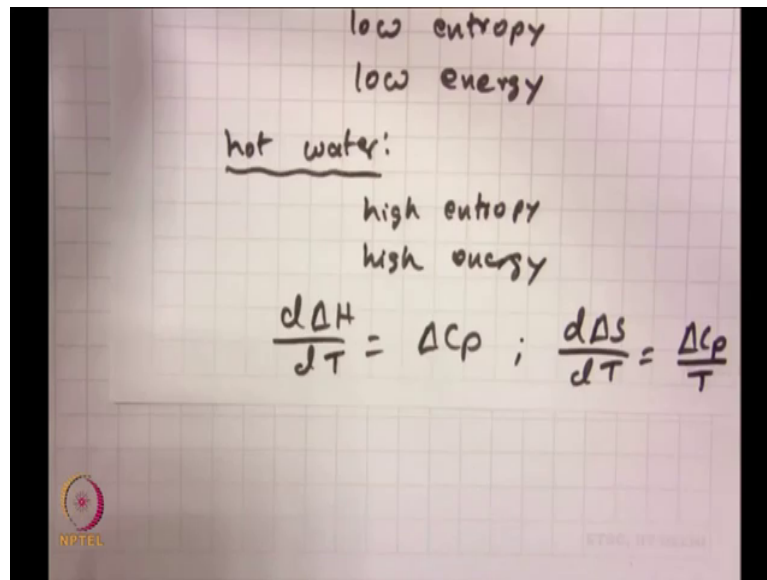 low entropy
low energy
hot water:
high entropy
high energy
dΔH/dT = ΔCp ; dΔS/dT = ΔCp/T
NPTEL